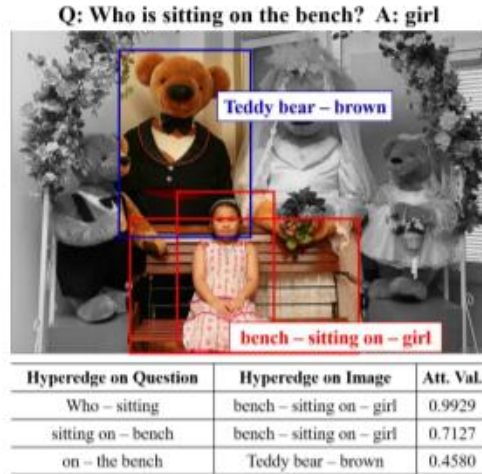 Q: Who is sitting on the bench? A: girl
Teddy bear – brown
bench – sitting on – girl
Hyperedge on Question Hyperedge on Image Att. Val.
Who – sitting bench – sitting on – girl 0.9929
sitting on – bench bench – sitting on – girl 0.7127
on – the bench Teddy bear – brown 0.4580